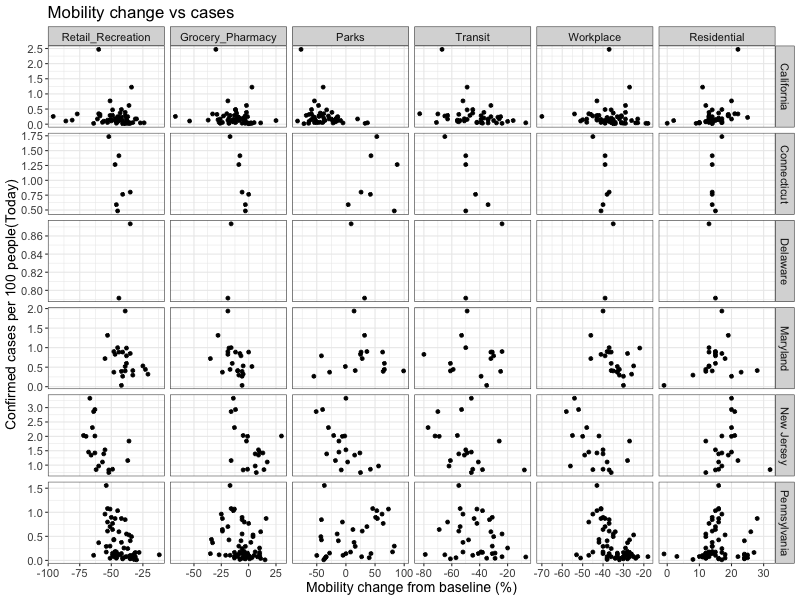 Mobility change vs cases
Retail_Recreation Grocery_Pharmacy Parks Transit Workplace Residential
2.5
2.0
1.5
1.0
0.5
0.0
California
1.75
1.50
1.25
1.00
0.75
0.50
Connecticut
0.86
0.84
0.82
0.80
Delaware
2.0
1.5
1.0
0.5
0.0
Maryland
3.0
2.5
2.0
1.5
1.0
New Jersey
1.5
1.0
0.5
0.0
Pennsylvania
Confirmed cases per 100 people(Today)
-100 -75 -50 -25 -50 -25 0 25 -50 0 50 100 -80 -60 -40 -20 -70 -60 -50 -40 -30 -20 0 10 20 30
Mobility change from baseline (%)